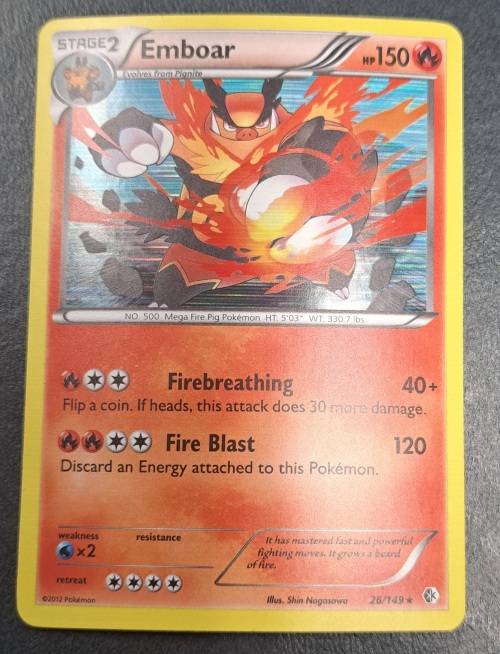 STAGE2 Emboar HP150
Evolves from Pignite
NO. 500 Mega Fire Pig Pokémon HT: 5'03" WT: 330.7 lbs.
Firebreathing 40+
Flip a coin. If heads, this attack does 30 more damage.
Fire Blast 120
Discard an Energy attached to this Pokémon.
weakness resistance
×2
retreat
It has mastered fast and powerful
fighting moves. It grows a beard
of fire.
©2012 Pokémon Illus. Shin Nagasawa 26/149★